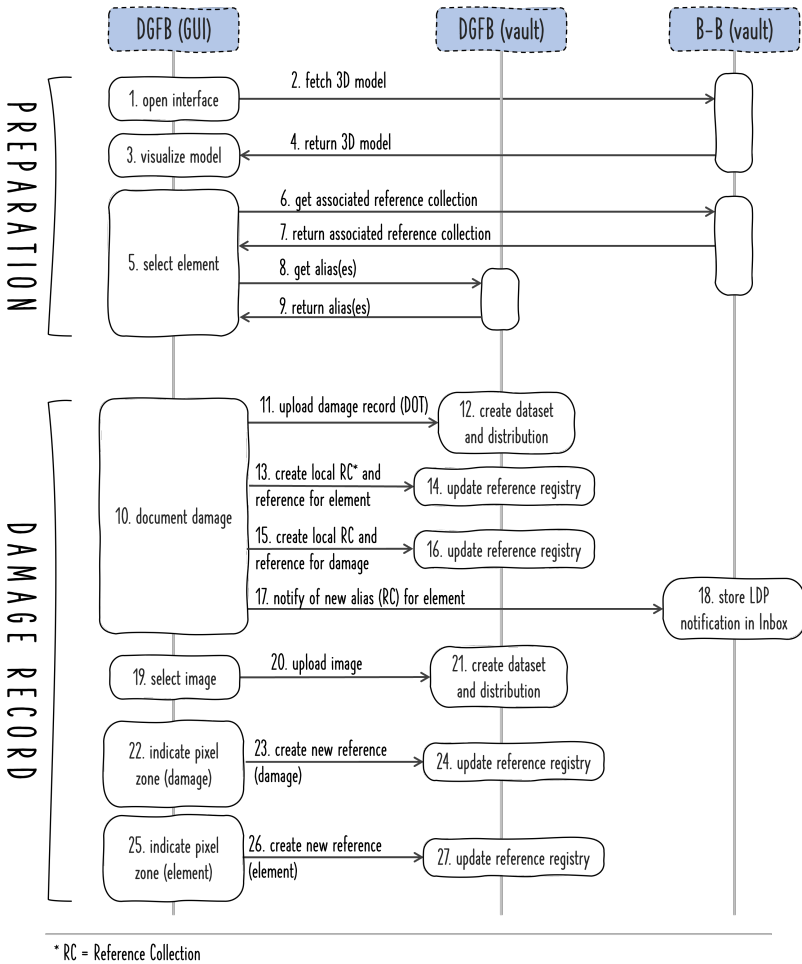 DGFB (GUI)
DGFB (vault)
B-B (vault)
PREPARATION
1. open interface
2. fetch 3D model
3. visualize model
4. return 3D model
5. select element
6. get associated reference collection
7. return associated reference collection
8. get alias(es)
9. return alias(es)
DAMAGE RECORD
10. document damage
11. upload damage record (DOT)
12. create dataset
and distribution
13. create local RC* and
reference for element
14. update reference registry
15. create local RC and
reference for damage
16. update reference registry
17. notify of new alias (RC) for element
18. store LDP
notification in Inbox
19. select image
20. upload image
21. create dataset
and distribution
22. indicate pixel
zone (damage)
23. create new reference
(damage)
24. update reference registry
25. indicate pixel
zone (element)
26. create new reference
(element)
27. update reference registry
* RC = Reference Collection